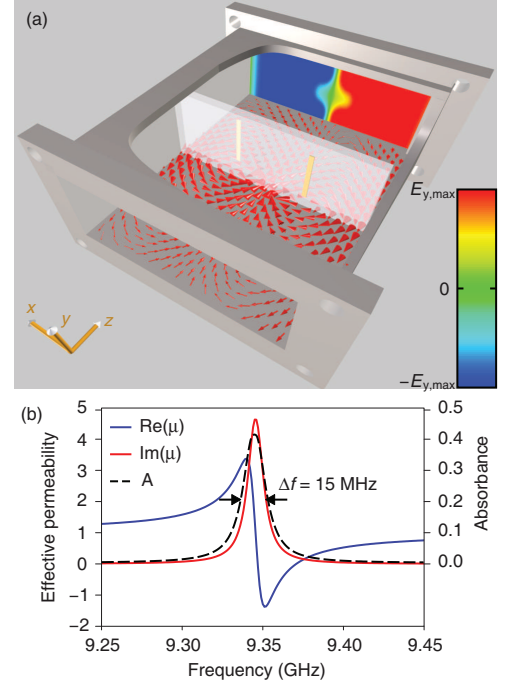 (a)
E_y,max
0
−E_y,max
x
y
z
(b)
Re(μ)
Im(μ)
A
Δf = 15 MHz
5
4
3
2
1
0
-1
-2
Effective permeability
0.5
0.4
0.3
0.2
0.1
0.0
Absorbance
9.25 9.30 9.35 9.40 9.45
Frequency (GHz)